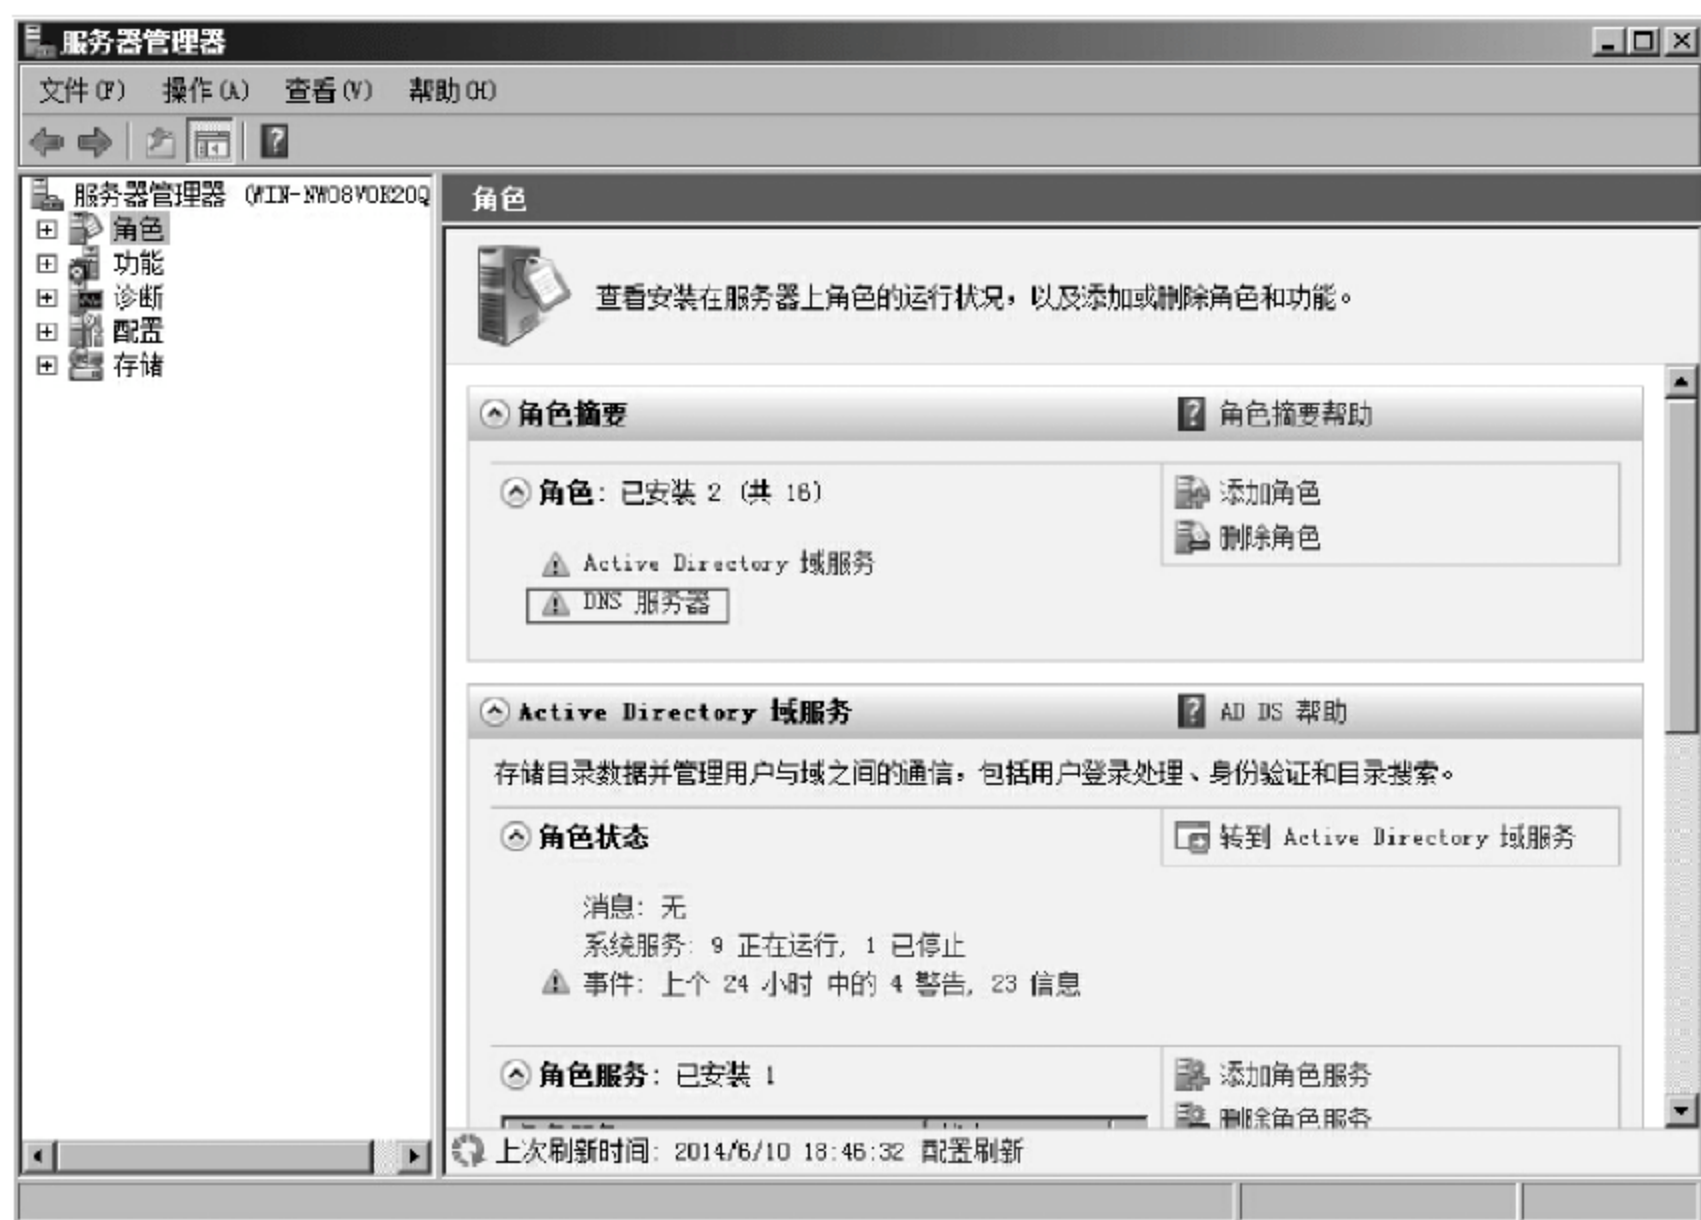 服务器管理器
文件(F) 操作(A) 查看(V) 帮助(H)
服务器管理器 (WIN-NW08VOK20Q
角色
功能
诊断
配置
存储
角色
查看安装在服务器上角色的运行状况，以及添加或删除角色和功能。
角色摘要
角色摘要帮助
角色: 已安装 2 (共 16)
添加角色
删除角色
Active Directory 域服务
DNS 服务器
Active Directory 域服务
AD DS 帮助
存储目录数据并管理用户与域之间的通信，包括用户登录处理、身份验证和目录搜索。
角色状态
转到 Active Directory 域服务
消息: 无
系统服务: 9 正在运行, 1 已停止
事件: 上个 24 小时 中的 4 警告, 23 信息
角色服务: 已安装 1
添加角色服务
删除角色服务
上次刷新时间: 2014/6/10 18:46:32 配置刷新